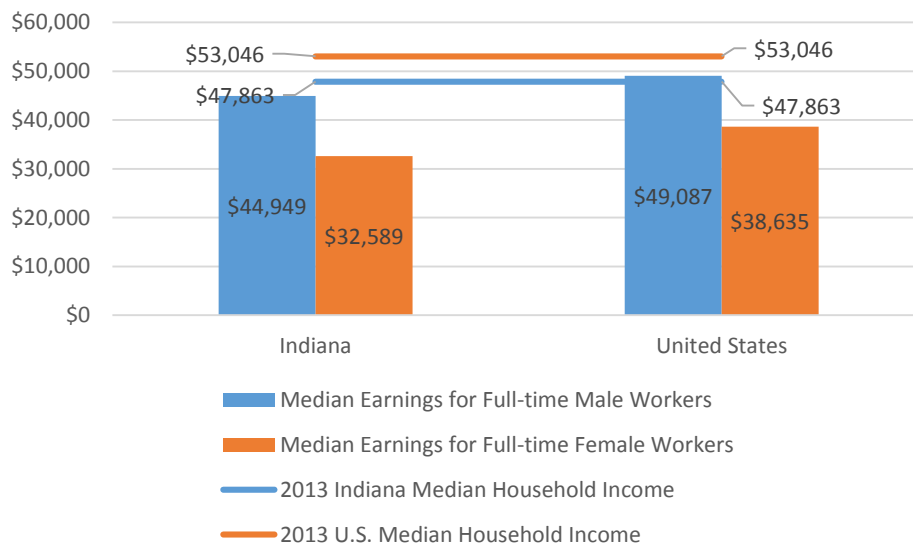 $60,000
$53,046
$53,046
$50,000
$47,863
$47,863
$40,000
$30,000
$49,087
$44,949
$38,635
$20,000
$32,589
$10,000
$0
Indiana
United States
Median Earnings for Full-time Male Workers
Median Earnings for Full-time Female Workers
2013 Indiana Median Household Income
2013 U.S. Median Household Income